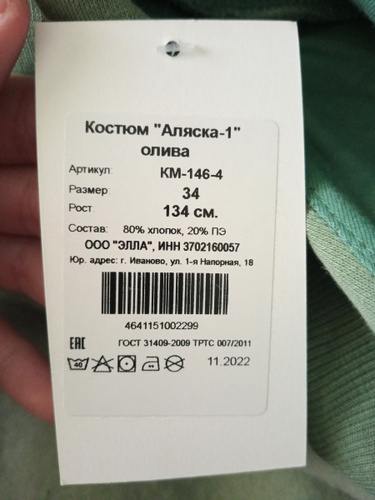 Костюм "Аляска-1"
олива
Артикул: КМ-146-4
Размер: 34
Рост: 134 см.
Состав: 80% хлопок, 20% ПЭ
ООО "ЭЛЛА", ИНН 3702160057
Юр. адрес: г. Иваново, ул. 1-я Напорная, 18
4641151002299
ЕАС ГОСТ 31409-2009 ТРТС 007/2011
40 11.2022